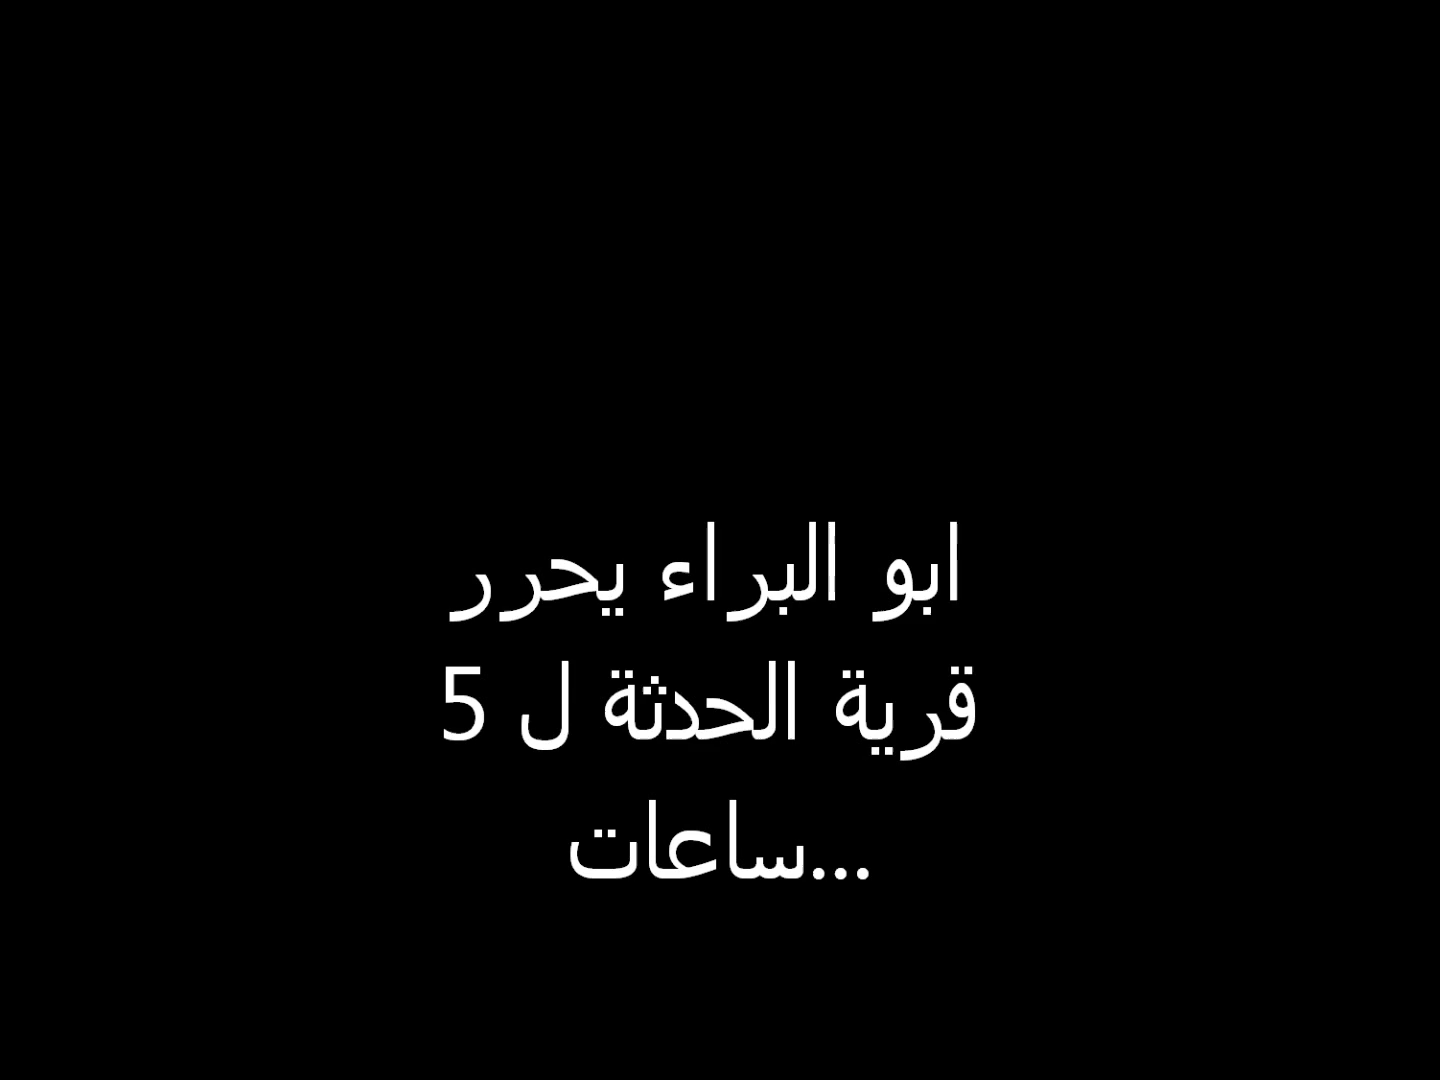 ابو البراء يحرر
قرية الحدثة ل 5
...ساعات